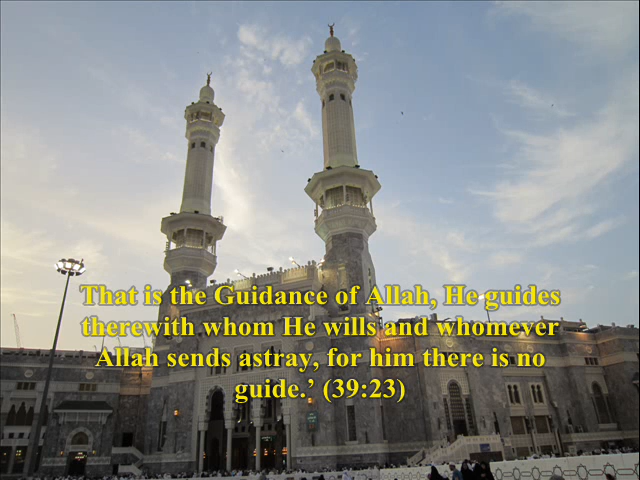 That is the Guidance of Allah, He guides
therewith whom He wills and whomever
Allah sends astray, for him there is no
guide.’ (39:23)